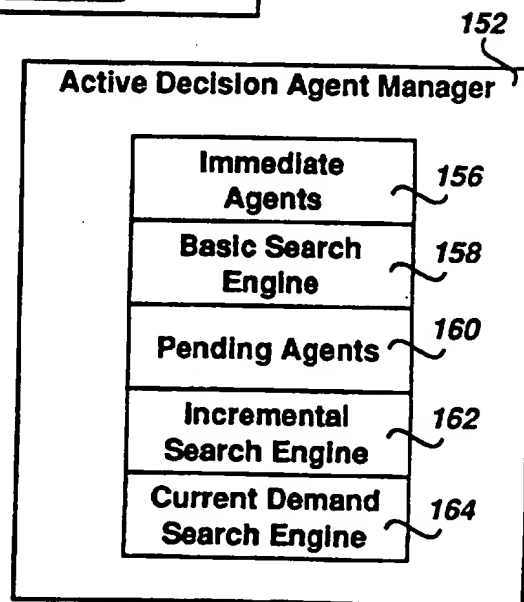 152
Active Decision Agent Manager
Immediate
Agents
156
Basic Search
Engine
158
Pending Agents
160
Incremental
Search Engine
162
Current Demand
Search Engine
164